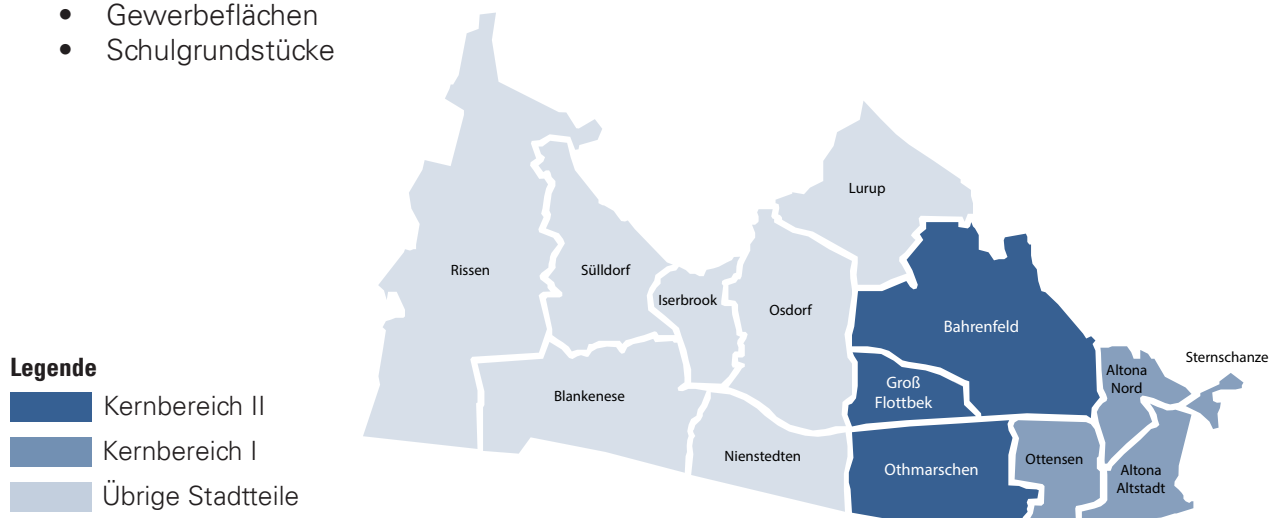 • Gewerbeflächen
• Schulgrundstücke
Lurup
Rissen
Sülldorf
Iserbrook
Osdorf
Bahrenfeld
Sternschanze
Altona
Nord
Groß
Flottbek
Blankenese
Nienstedten
Othmarschen
Ottensen
Altona
Altstadt
Legende
Kernbereich II
Kernbereich I
Übrige Stadtteile